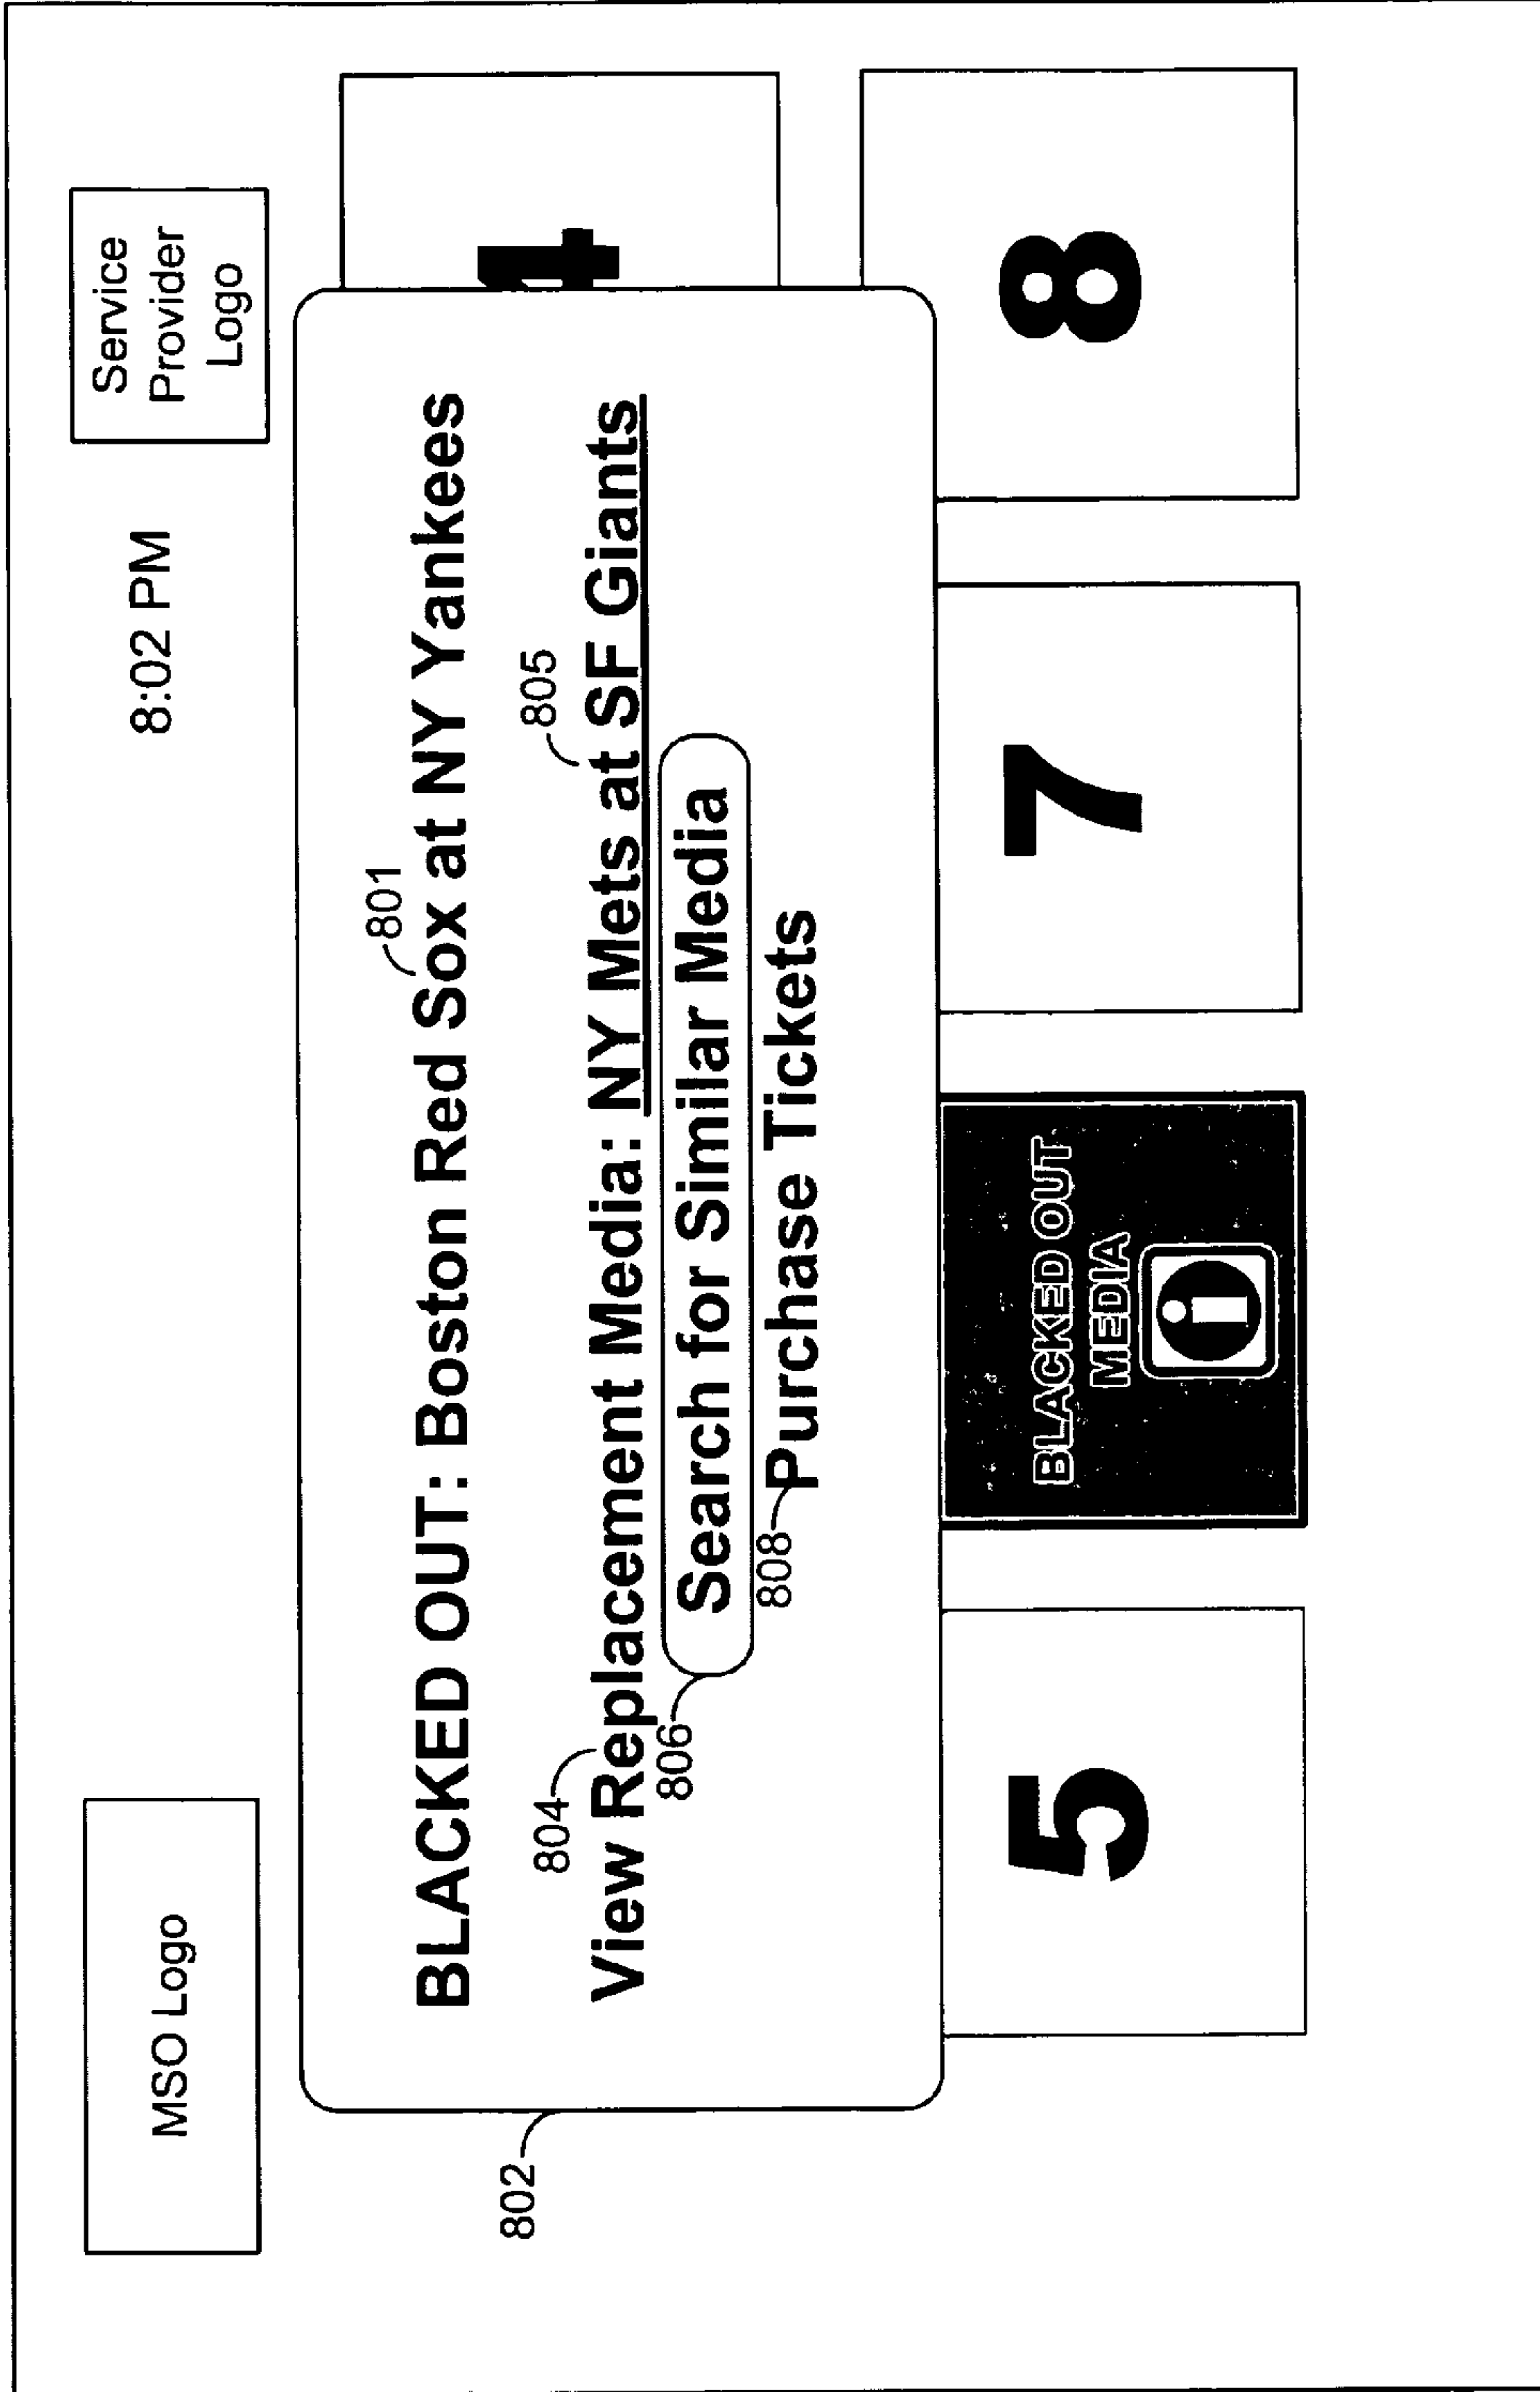 MSO Logo
8:02 PM
Service
Provider
Logo
801
BLACKED OUT: Boston Red Sox at NY Yankees
802
804
805
View Replacement Media: NY Mets at SF Giants
806
Search for Similar Media
808
Purchase Tickets
4
5
BLACKED OUT
MEDIA
i
7
8